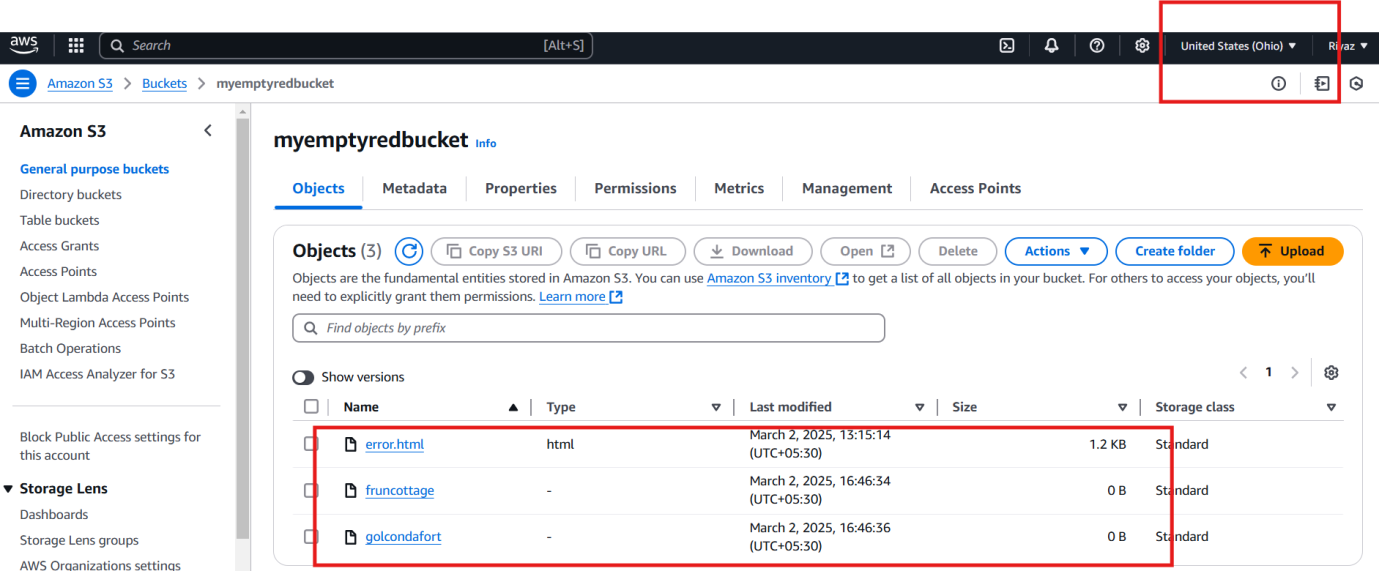 aws Search [Alt+S] United States (Ohio) ▼ Riyaz ▼
Amazon S3 > Buckets > myemptyredbucket
Amazon S3
General purpose buckets
Directory buckets
Table buckets
Access Grants
Access Points
Object Lambda Access Points
Multi-Region Access Points
Batch Operations
IAM Access Analyzer for S3
Block Public Access settings for
this account
▼ Storage Lens
Dashboards
Storage Lens groups
AWS Organizations settings
myemptyredbucket Info
Objects Metadata Properties Permissions Metrics Management Access Points
Objects (3) Copy S3 URI Copy URL Download Open Delete Actions ▼ Create folder Upload
Objects are the fundamental entities stored in Amazon S3. You can use Amazon S3 inventory to get a list of all objects in your bucket. For others to access your objects, you'll
need to explicitly grant them permissions. Learn more
Find objects by prefix
Show versions
< 1 >
Name Type Last modified Size Storage class
error.html html March 2, 2025, 13:15:14 (UTC+05:30) 1.2 KB Standard
fruncottage - March 2, 2025, 16:46:34 (UTC+05:30) 0 B Standard
golcondafort - March 2, 2025, 16:46:36 (UTC+05:30) 0 B Standard